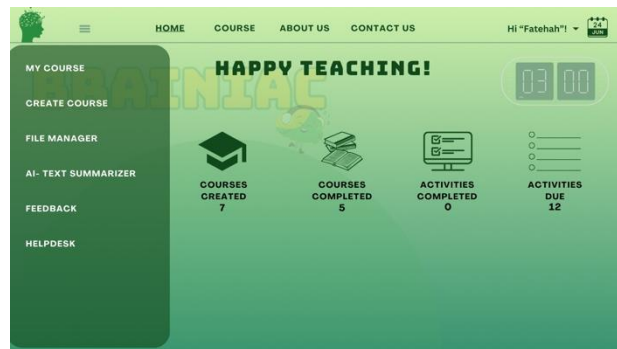 HOME COURSE ABOUT US CONTACT US Hi "Fatehah"! 24 JUN
BRAINIAC
HAPPY TEACHING!
03 00
MY COURSE
CREATE COURSE
FILE MANAGER
AI- TEXT SUMMARIZER
FEEDBACK
HELPDESK
COURSES
CREATED
7
COURSES
COMPLETED
5
ACTIVITIES
COMPLETED
0
ACTIVITIES
DUE
12